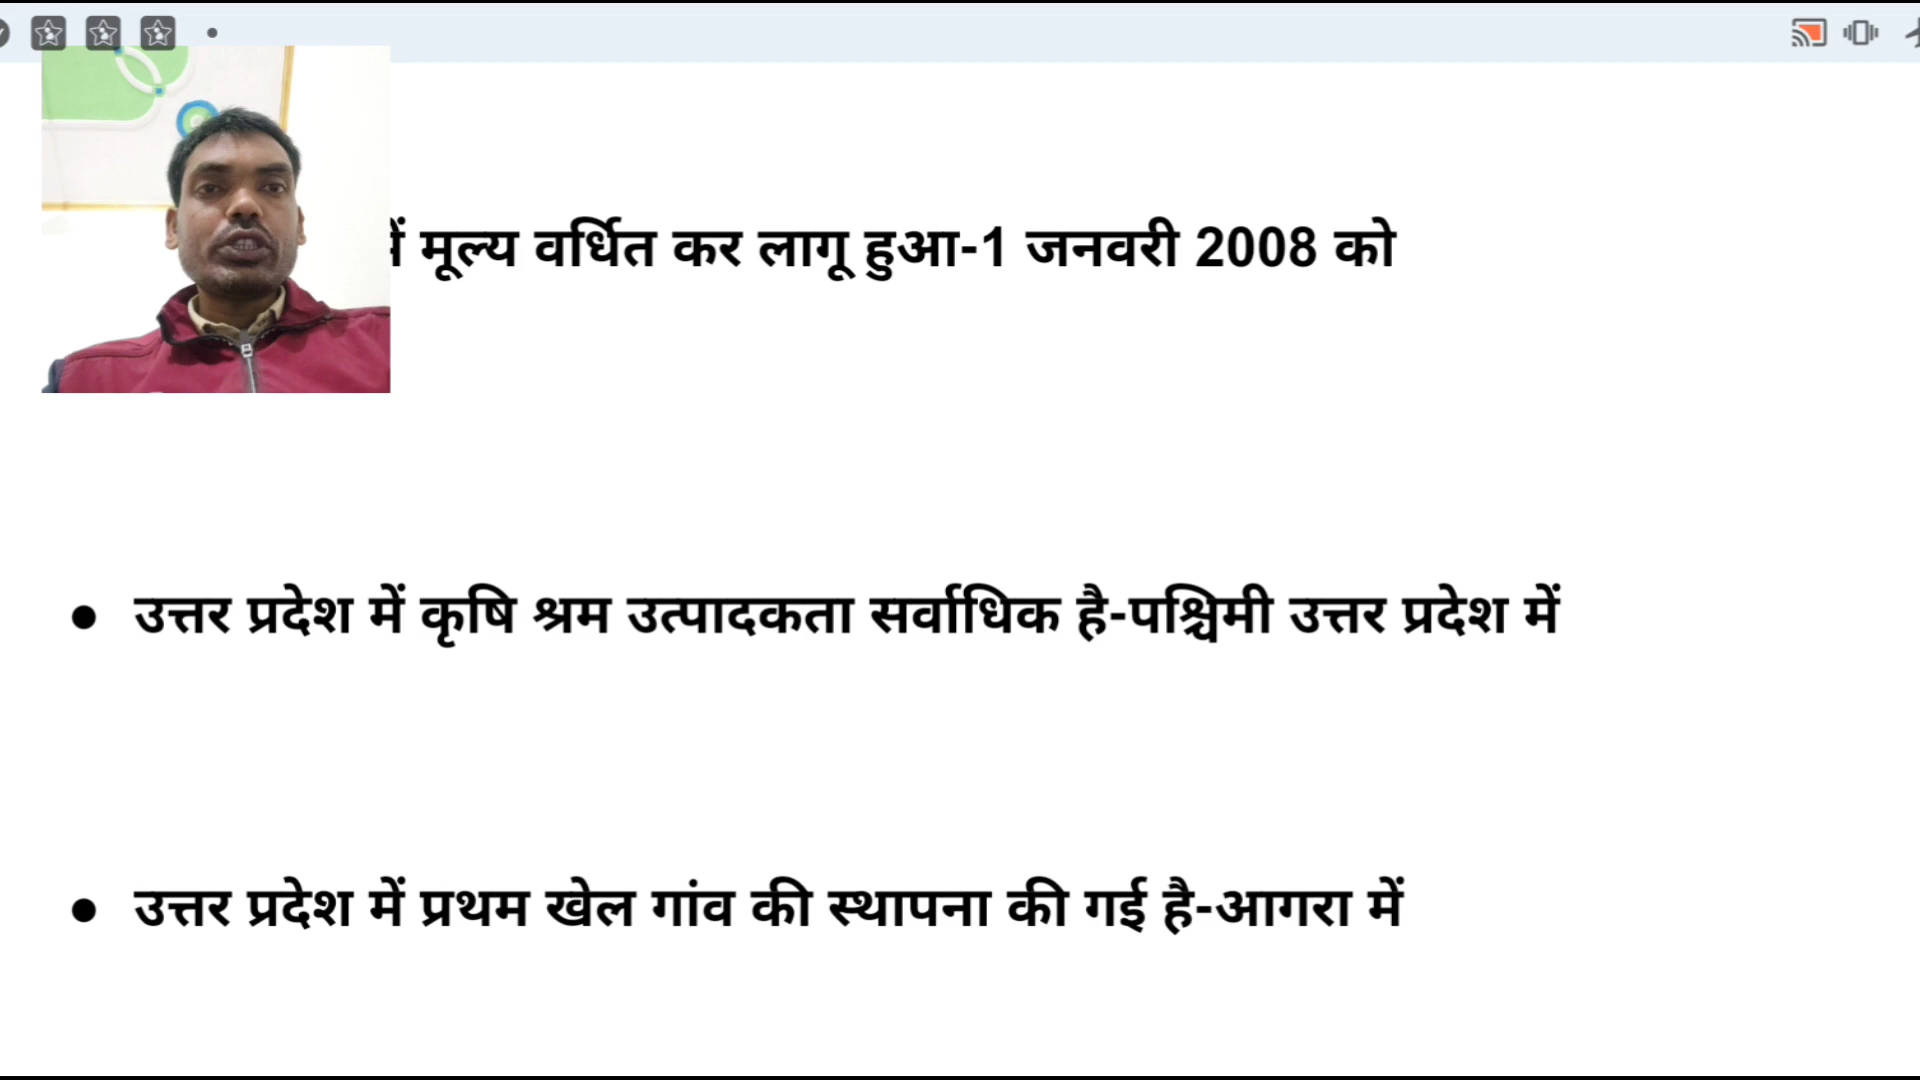 मूल्य वर्धित कर लागू हुआ-1 जनवरी 2008 को
● उत्तर प्रदेश में कृषि श्रम उत्पादकता सर्वाधिक है-पश्चिमी उत्तर प्रदेश में
● उत्तर प्रदेश में प्रथम खेल गांव की स्थापना की गई है-आगरा में